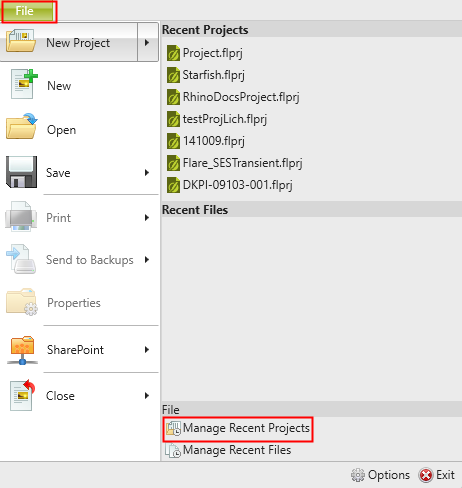 File
New Project
New
Open
Save
Print
Send to Backups
Properties
SharePoint
Close
Recent Projects
Project.flprj
Starfish.flprj
RhinoDocsProject.flprj
testProjLich.flprj
141009.flprj
Flare_SESTransient.flprj
DKPI-09103-001.flprj
Recent Files
File
Manage Recent Projects
Manage Recent Files
Options Exit